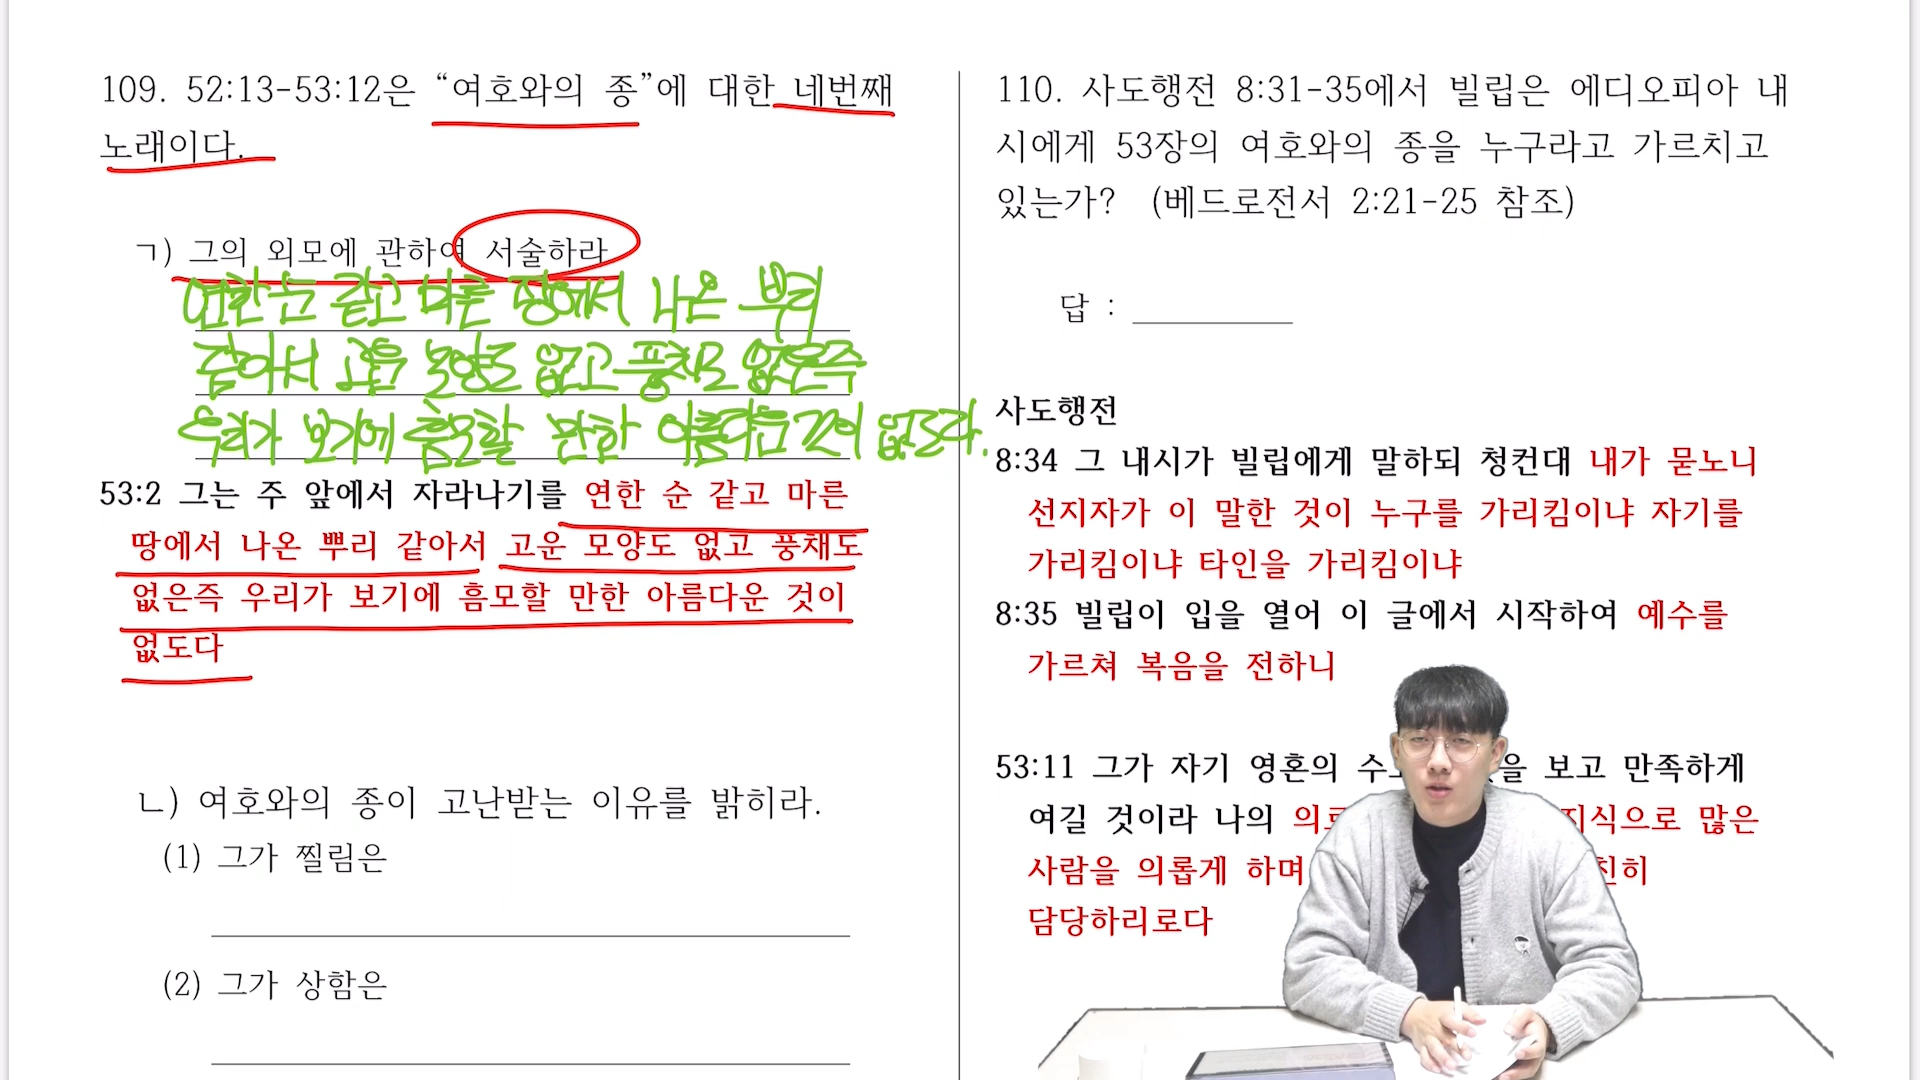 109. 52:13-53:12은 “여호와의 종”에 대한 네번째
노래이다.
ㄱ) 그의 외모에 관하여 서술하라
연한 순 같고 마른 땅에서 나온 뿌리
같아서 고운 모양도 없고 풍채도 없은즉
우리가 보기에 흠모할 만한 아름다운 것이 없도다.
53:2 그는 주 앞에서 자라나기를 연한 순 같고 마른
땅에서 나온 뿌리 같아서 고운 모양도 없고 풍채도
없은즉 우리가 보기에 흠모할 만한 아름다운 것이
없도다
ㄴ) 여호와의 종이 고난받는 이유를 밝히라.
(1) 그가 찔림은
(2) 그가 상함은
110. 사도행전 8:31-35에서 빌립은 에디오피아 내
시에게 53장의 여호와의 종을 누구라고 가르치고
있는가? (베드로전서 2:21-25 참조)
답 :
사도행전
8:34 그 내시가 빌립에게 말하되 청컨대 내가 묻노니
선지자가 이 말한 것이 누구를 가리킴이냐 자기를
가리킴이냐 타인을 가리킴이냐
8:35 빌립이 입을 열어 이 글에서 시작하여 예수를
가르쳐 복음을 전하니
53:11 그가 자기 영혼의 보고 만족하게
여길 것이라 나의 지식으로 많은
사람을 의롭게 하며 친히
담당하리로다